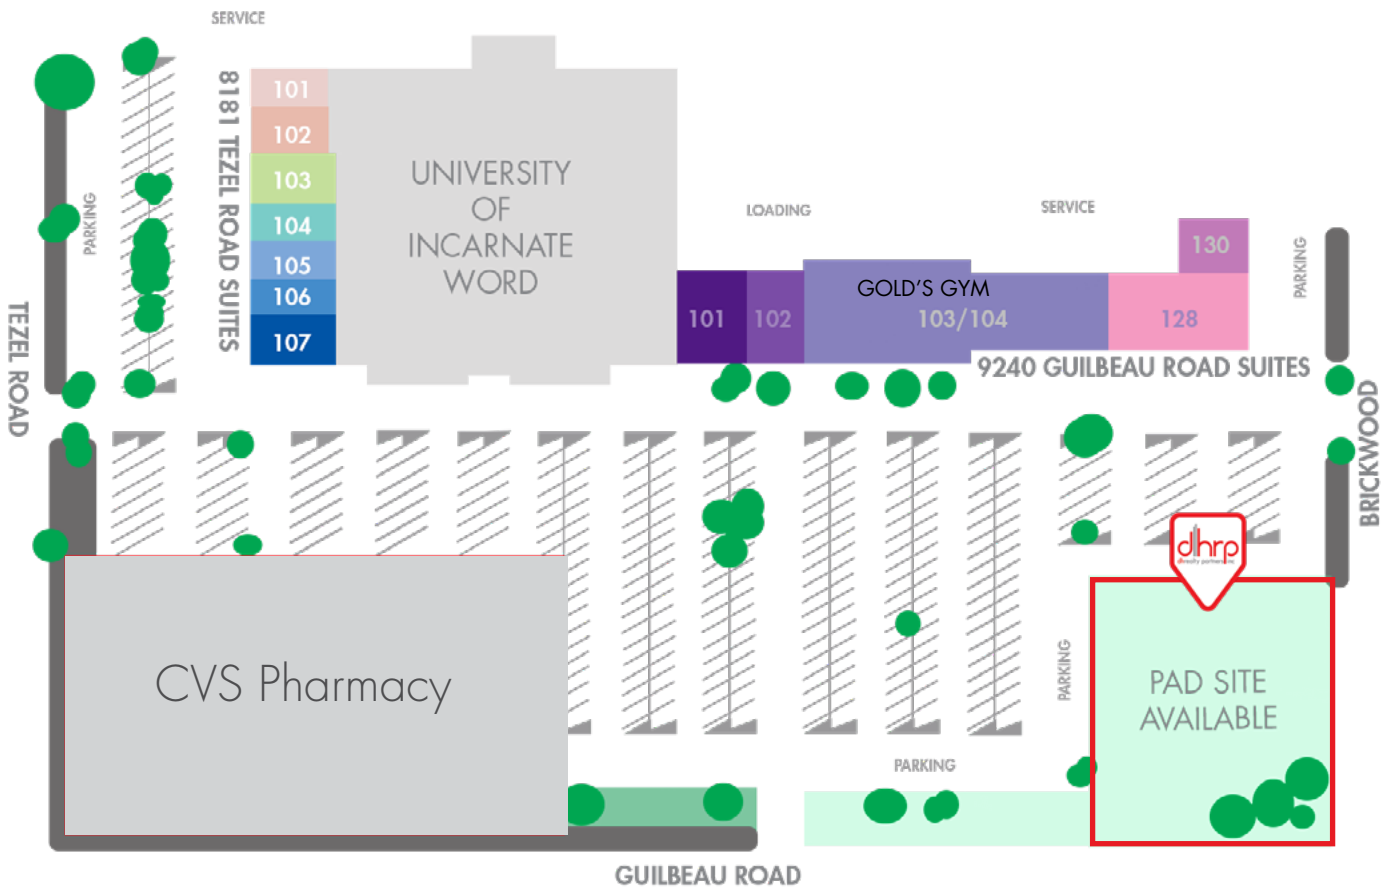 SERVICE
8181 TEZEL ROAD SUITES
101
102
103
104
105
106
107
UNIVERSITY
OF
INCARNATE
WORD
PARKING
TEZEL ROAD
LOADING
SERVICE
101
102
GOLD'S GYM
103/104
130
128
PARKING
9240 GUILBEAU ROAD SUITES
BRICKWOOD
dhrp
CVS Pharmacy
PARKING
PAD SITE
AVAILABLE
PARKING
GUILBEAU ROAD